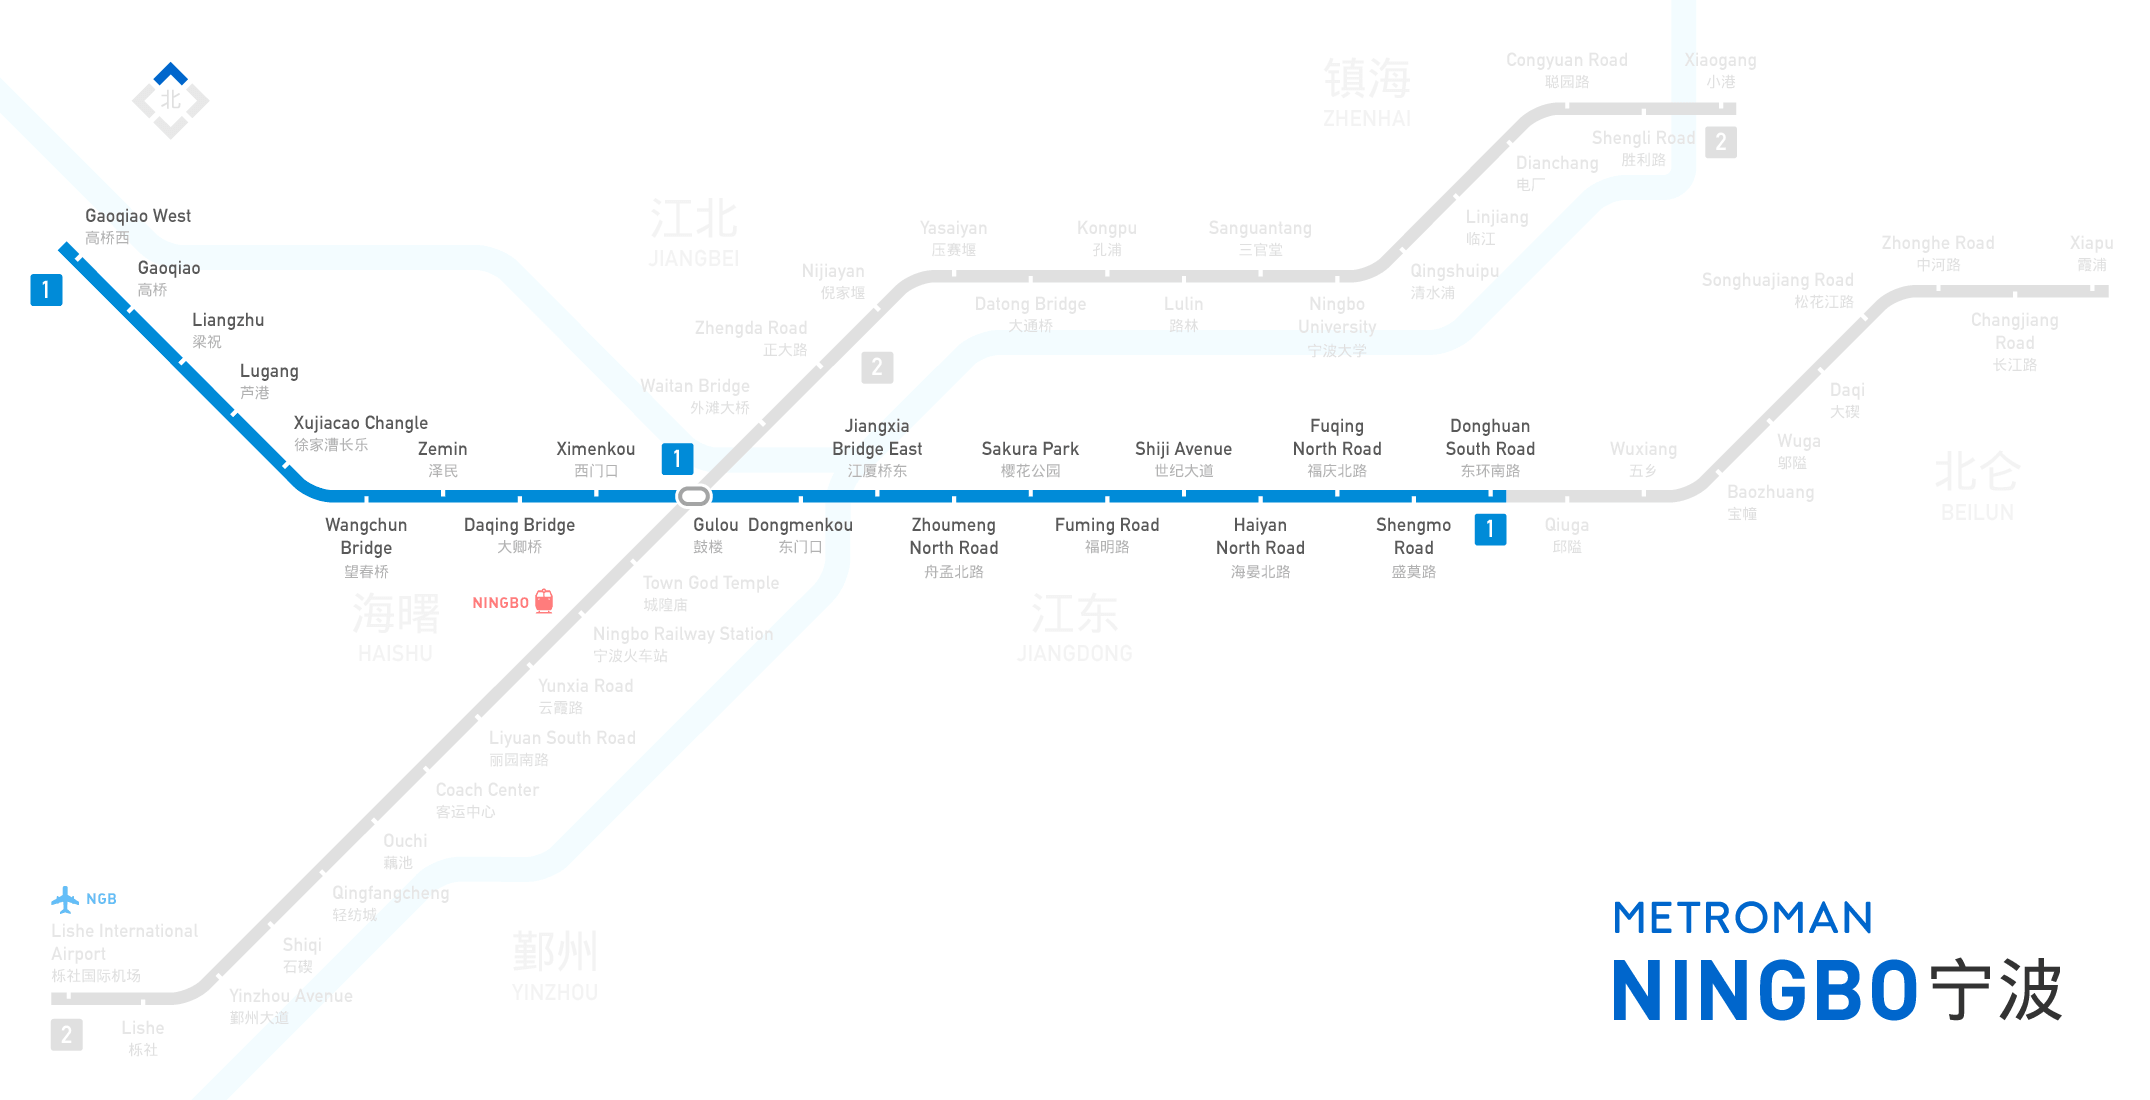 北
镇海
ZHENHAI
Congyuan Road
聪园路
Xiaogang
小港
Shengli Road
胜利路
2
Dianchang
电厂
Linjiang
临江
Qingshuipu
清水浦
江北
JIANGBEI
Gaoqiao West
高桥西
1
Gaoqiao
高桥
Liangzhu
梁祝
Lugang
芦港
Xujiacao Changle
徐家漕长乐
Yasaiyan
压赛堰
Kongpu
孔浦
Sanguantang
三官堂
Nijiayan
倪家堰
Datong Bridge
大通桥
Lulin
路林
Ningbo
University
宁波大学
Zhengda Road
正大路
2
Waitan Bridge
外滩大桥
Zhonghe Road
中河路
Xiapu
霞浦
Songhuajiang Road
松花江路
Changjiang
Road
长江路
Daqi
大碶
Wuga
邬隘
Baozhuang
宝幢
Wuxiang
五乡
Qiuga
邱隘
北仑
BEILUN
Zemin
泽民
Ximenkou
西门口
1
Jiangxia
Bridge East
江厦桥东
Sakura Park
樱花公园
Shiji Avenue
世纪大道
Fuqing
North Road
福庆北路
Donghuan
South Road
东环南路
Wangchun
Bridge
望春桥
Daqing Bridge
大卿桥
Gulou
鼓楼
Dongmenkou
东门口
Zhoumeng
North Road
舟孟北路
Fuming Road
福明路
Haiyan
North Road
海晏北路
Shengmo
Road
盛莫路
1
海曙
HAISHU
NINGBO
Town God Temple
城隍庙
Ningbo Railway Station
宁波火车站
江东
JIANGDONG
Yunxia Road
云霞路
Liyuan South Road
丽园南路
Coach Center
客运中心
Ouchi
藕池
Qingfangcheng
轻纺城
Shiqi
石碶
Yinzhou Avenue
鄞州大道
鄞州
YINZHOU
NGB
Lishe International
Airport
栎社国际机场
2
Lishe
栎社
METROMAN
NINGBO宁波